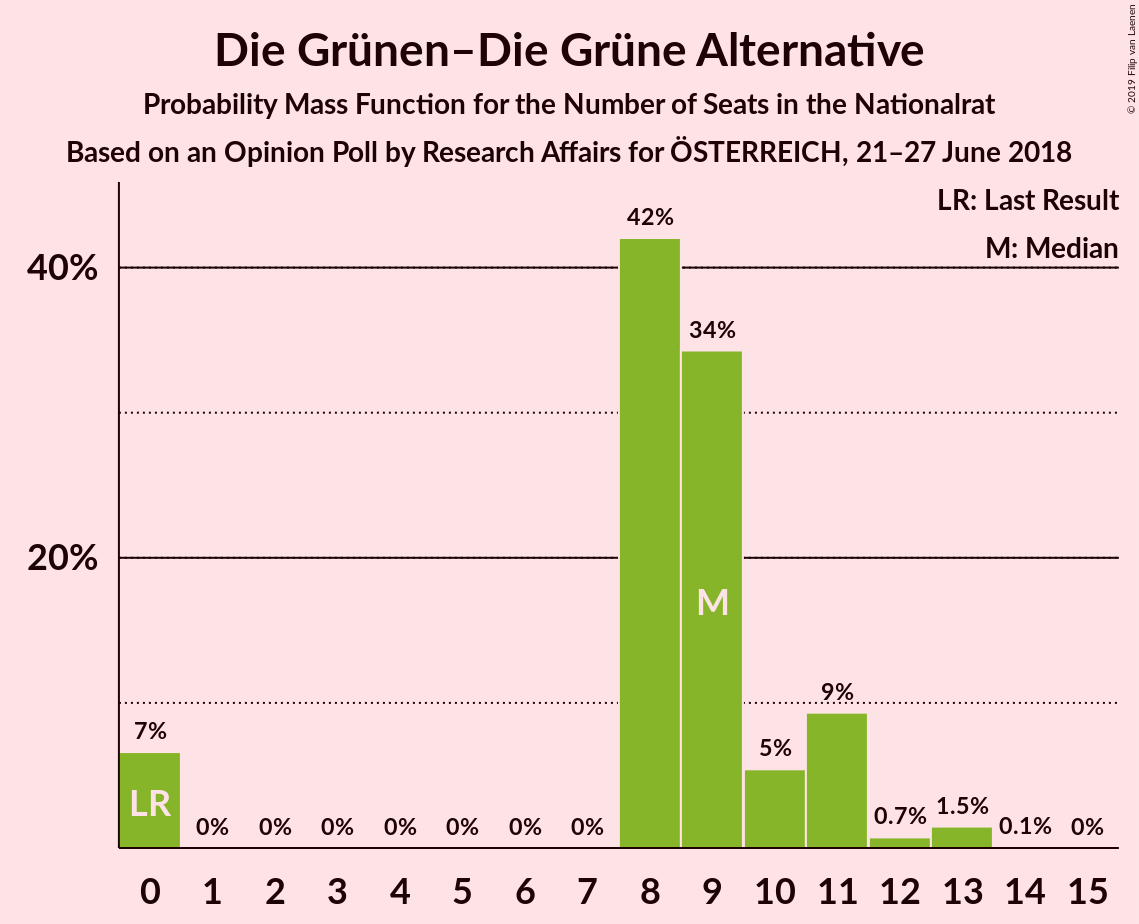 Die Grünen–Die Grüne Alternative
Probability Mass Function for the Number of Seats in the Nationalrat
Based on an Opinion Poll by Research Affairs for ÖSTERREICH, 21–27 June 2018
© 2019 Filip van Laenen
LR: Last Result
M: Median
40%
20%
7%
0%
0%
0%
0%
0%
0%
0%
42%
34%
5%
9%
0.7%
1.5%
0.1%
0%
LR
M
0 1 2 3 4 5 6 7 8 9 10 11 12 13 14 15